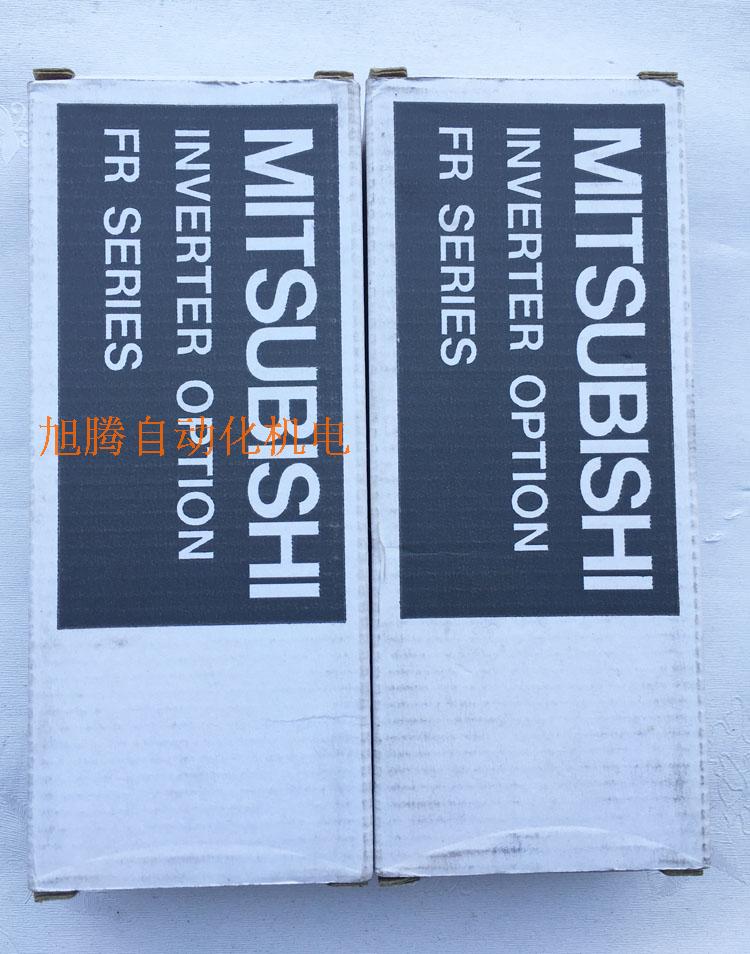 MITSUBISHI
INVERTER OPTION
FR SERIES
MITSUBISHI
INVERTER OPTION
FR SERIES
旭腾自动化机电